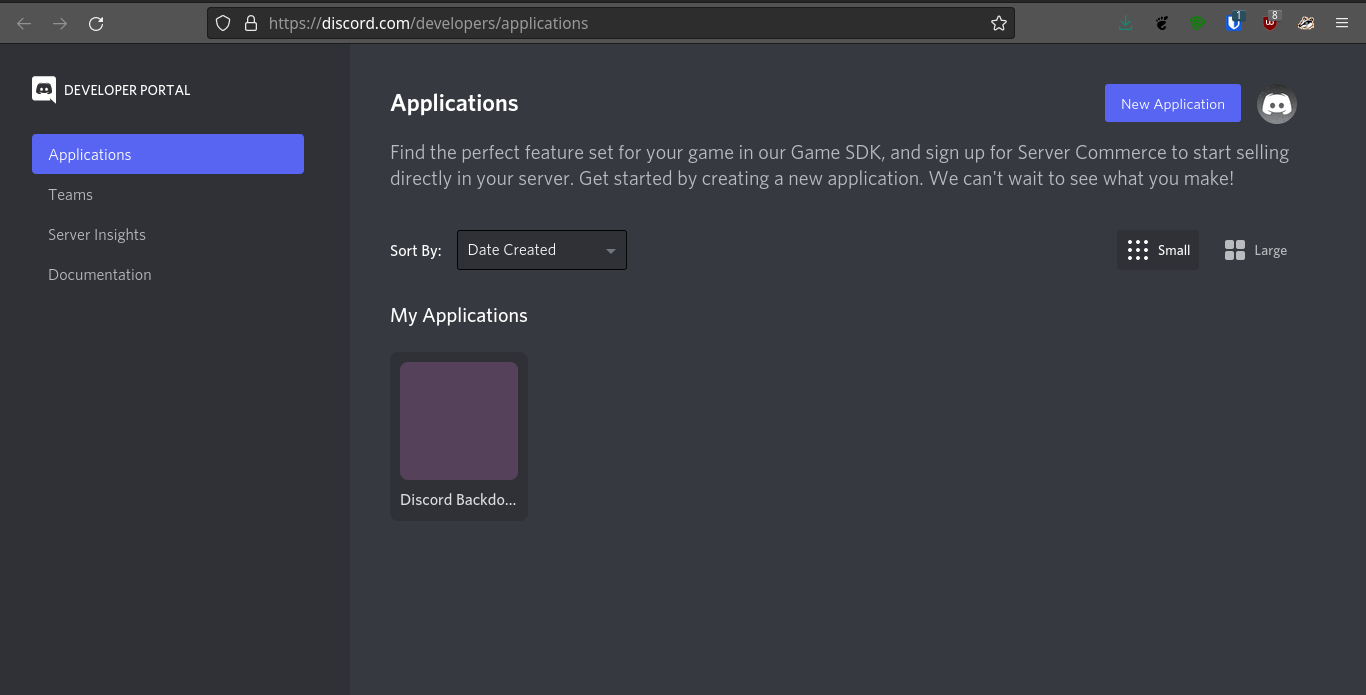 https://discord.com/developers/applications
1
8
DEVELOPER PORTAL
Applications
Teams
Server Insights
Documentation
Applications
New Application
Find the perfect feature set for your game in our Game SDK, and sign up for Server Commerce to start selling
directly in your server. Get started by creating a new application. We can't wait to see what you make!
Sort By:
Date Created
Small
Large
My Applications
Discord Backdo...